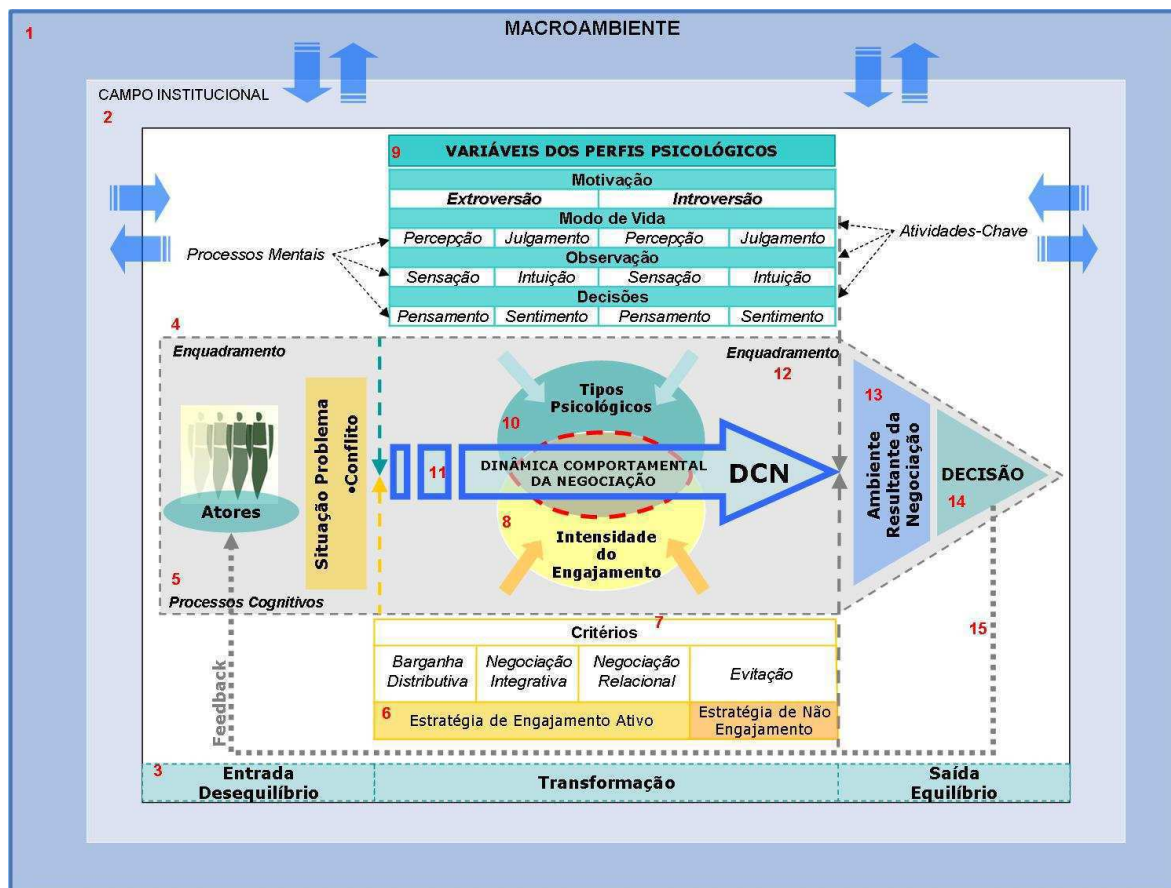 1
MACROAMBIENTE
CAMPO INSTITUCIONAL
2
9
VARIÁVEIS DOS PERFIS PSICOLÓGICOS
Motivação
Extroversão Introversão
Modo de Vida
Percepção Julgamento Percepção Julgamento
Observação
Sensação Intuição Sensação Intuição
Decisões
Pensamento Sentimento Pensamento Sentimento
Processos Mentais
Atividades-Chave
4
Enquadramento
Enquadramento
12
Atores
Situação Problema
•Conflito
5
Processos Cognitivos
Tipos
Psicológicos
10
11
DINÂMICA COMPORTAMENTAL
DA NEGOCIAÇÃO
DCN
8
Intensidade
do
Engajamento
13
Ambiente
Resultante da
Negociação
DECISÃO
14
7
Critérios
Barganha
Distributiva
Negociação
Integrativa
Negociação
Relacional
Evitação
6
Estratégia de Engajamento Ativo
Estratégia de Não
Engajamento
15
Feedback
3
Entrada
Desequilíbrio
Transformação
Saída
Equilíbrio